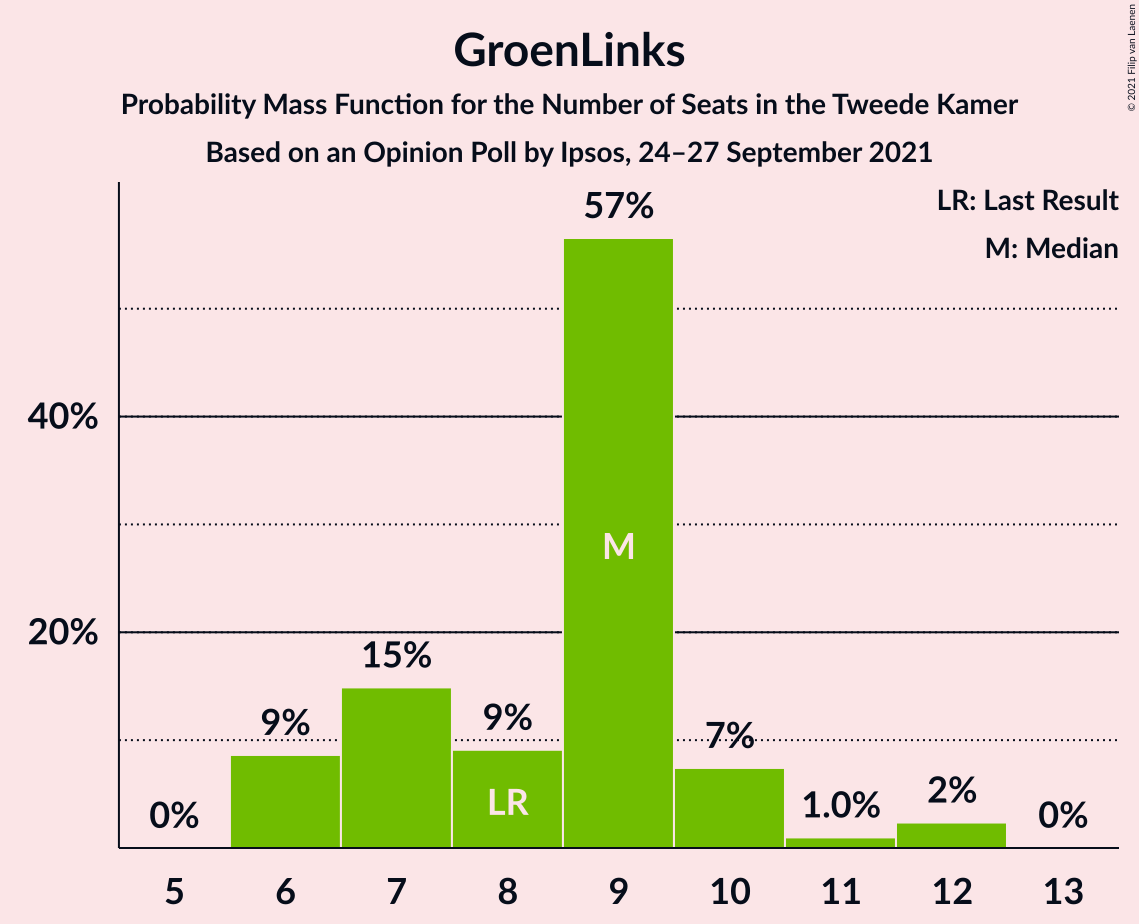 GroenLinks
Probability Mass Function for the Number of Seats in the Tweede Kamer
Based on an Opinion Poll by Ipsos, 24–27 September 2021
© 2021 Filip van Laenen
LR: Last Result
M: Median
40%
20%
0%
9%
15%
9%
57%
7%
1.0%
2%
0%
LR
M
5 6 7 8 9 10 11 12 13